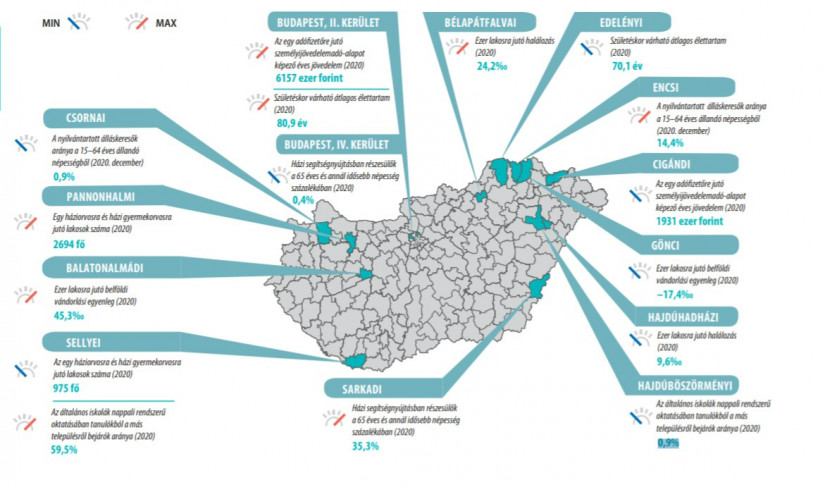 MIN
MAX
BUDAPEST, II. KERÜLET
Az egy adófizetőre jutó
személyijövedelemadó-alapot
képező éves jövedelem (2020)
6157 ezer forint
Születéskor várható átlagos élettartam
(2020)
80,9 év
BUDAPEST, IV. KERÜLET
Házi segítségnyújtásban részesülők
a 65 éves és annál idősebb népesség
százalékában (2020)
0,4%
BÉLAPÁTFALVAI
Ezer lakosra jutó halálozás
(2020)
24,2‰
EDELÉNYI
Születéskor várható átlagos élettartam
(2020)
70,1 év
ENCSI
A nyilvántartott álláskeresők aránya
a 15–64 éves állandó népességből
(2020. december)
14,4%
CIGÁNDI
Az egy adófizetőre jutó
személyijövedelemadó-alapot
képező éves jövedelem (2020)
1931 ezer forint
GÖNCI
Ezer lakosra jutó belföldi
vándorlási egyenleg (2020)
–17,4‰
HAJDÚHADHÁZI
Ezer lakosra jutó halálozás
(2020)
9,6‰
HAJDÚBÖSZÖRMÉNYI
Az általános iskolák nappali rendszerű
oktatásában tanulókból a más
településről bejárók aránya (2020)
0,9%
CSORNAI
A nyilvántartott álláskeresők
aránya a 15–64 éves állandó
népességből (2020. december)
0,9%
PANNONHALMI
Egy háziorvosra és házi gyermekorvosra
jutó lakosok száma (2020)
2694 fő
BALATONALMÁDI
Ezer lakosra jutó belföldi
vándorlási egyenleg (2020)
45,3‰
SELLYEI
Az egy háziorvosra és házi gyermekorvosra
jutó lakosok száma (2020)
975 fő
Az általános iskolák nappali rendszerű
oktatásában tanulókból a más
településről bejárók aránya (2020)
59,5%
SARKADI
Házi segítségnyújtásban részesülők
a 65 éves és annál idősebb népesség
százalékában (2020)
35,3%